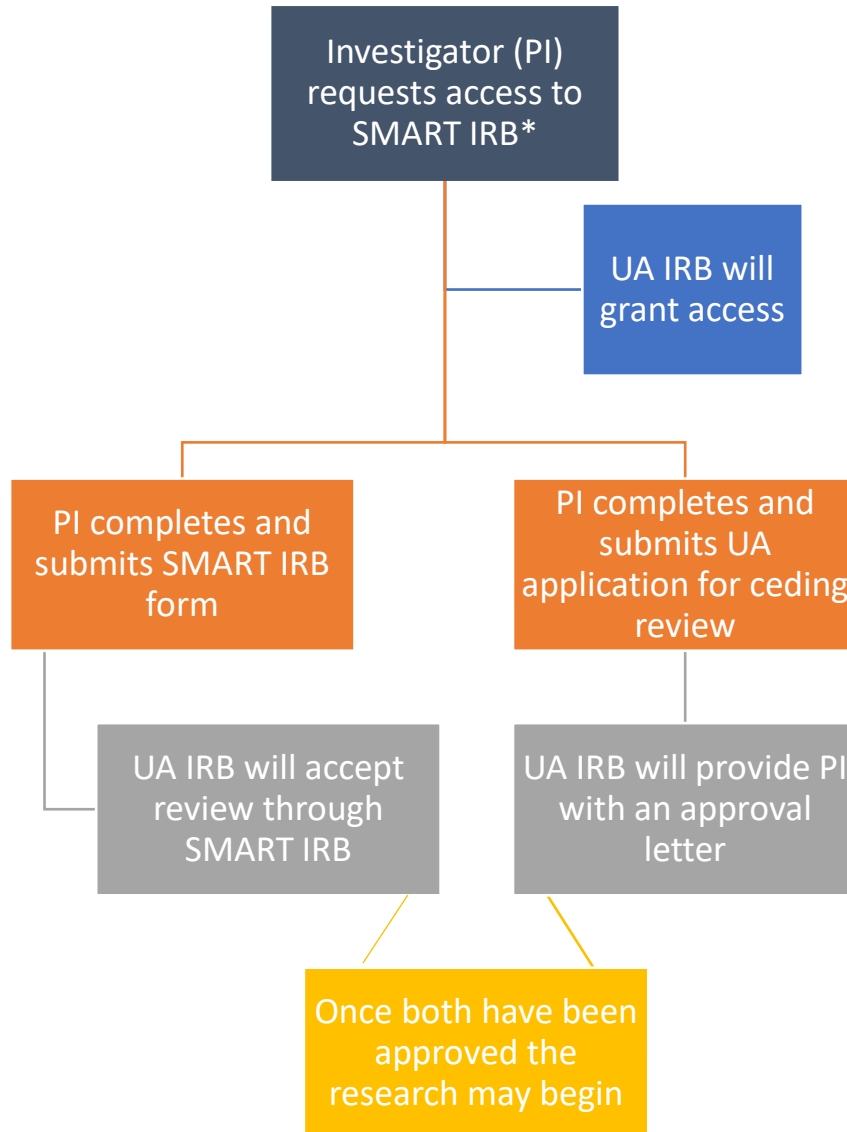 Investigator (PI)
requests access to
SMART IRB*
UA IRB will
grant access
PI completes and
submits SMART IRB
form
PI completes and
submits UA
application for ceding
review
UA IRB will accept
review through
SMART IRB
UA IRB will provide PI
with an approval
letter
Once both have been
approved the
research may begin